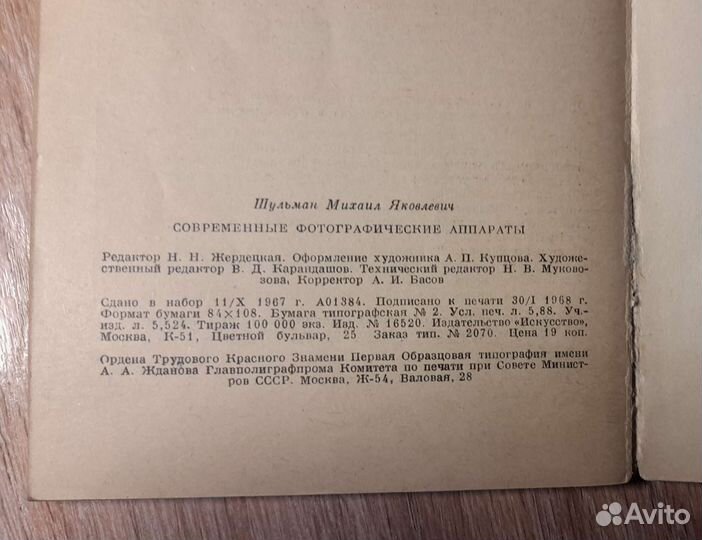 Шульман Михаил Яковлевич
СОВРЕМЕННЫЕ ФОТОГРАФИЧЕСКИЕ АППАРАТЫ
Редактор Н. Н. Жердецкая. Оформление художника А. П. Купцова. Художе-
ственный редактор В. Д. Карандашов. Технический редактор Н. В. Муково-
зова, Корректор А. И. Басов
Сдано в набор 11/X 1967 г. А01384. Подписано к печати 30/I 1968 г.
Формат бумаги 84×108. Бумага типографская № 2. Усл. печ. л. 5,88. Уч.-
изд. л. 5,524. Тираж 100 000 экз. Изд. № 16520. Издательство «Искусство»,
Москва, К-51, Цветной бульвар, 25 Заказ тип. № 2070. Цена 19 коп.
Ордена Трудового Красного Знамени Первая Образцовая типография имени
А. А. Жданова Главполиграфпрома Комитета по печати при Совете Минист-
ров СССР. Москва, Ж-54, Валовая, 28
Avito